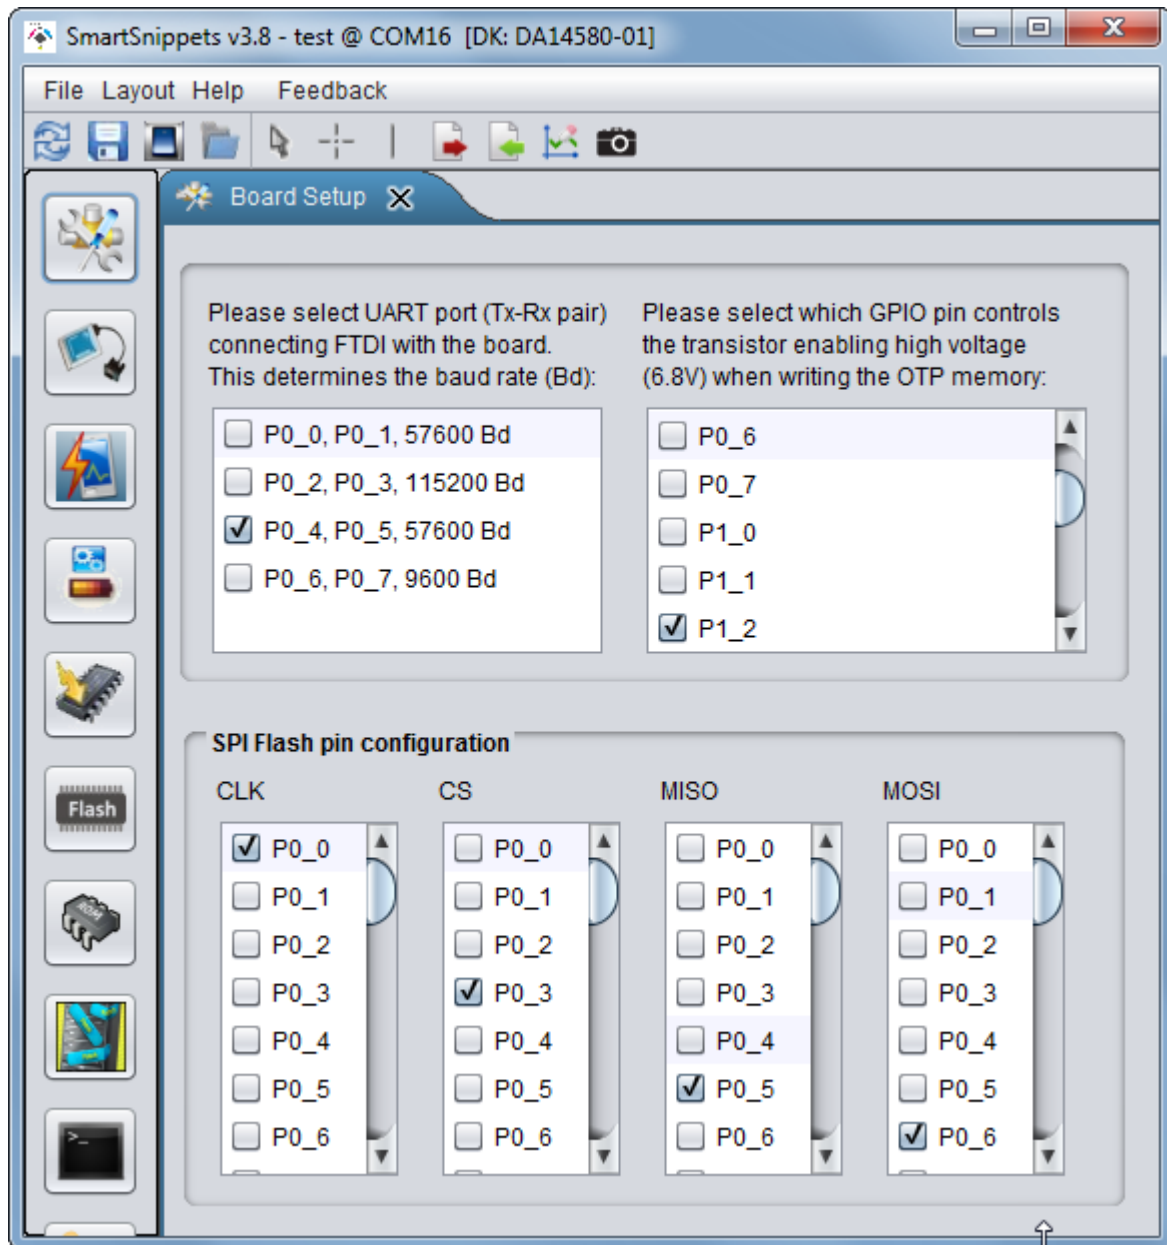 SmartSnippets v3.8 - test @ COM16 [DK: DA14580-01]
File Layout Help Feedback
Board Setup
Please select UART port (Tx-Rx pair)
connecting FTDI with the board.
This determines the baud rate (Bd):
P0_0, P0_1, 57600 Bd
P0_2, P0_3, 115200 Bd
P0_4, P0_5, 57600 Bd
P0_6, P0_7, 9600 Bd
Please select which GPIO pin controls
the transistor enabling high voltage
(6.8V) when writing the OTP memory:
P0_6
P0_7
P1_0
P1_1
P1_2
Flash
ROM
>_
SPI Flash pin configuration
CLK
P0_0
P0_1
P0_2
P0_3
P0_4
P0_5
P0_6
CS
P0_0
P0_1
P0_2
P0_3
P0_4
P0_5
P0_6
MISO
P0_0
P0_1
P0_2
P0_3
P0_4
P0_5
P0_6
MOSI
P0_0
P0_1
P0_2
P0_3
P0_4
P0_5
P0_6